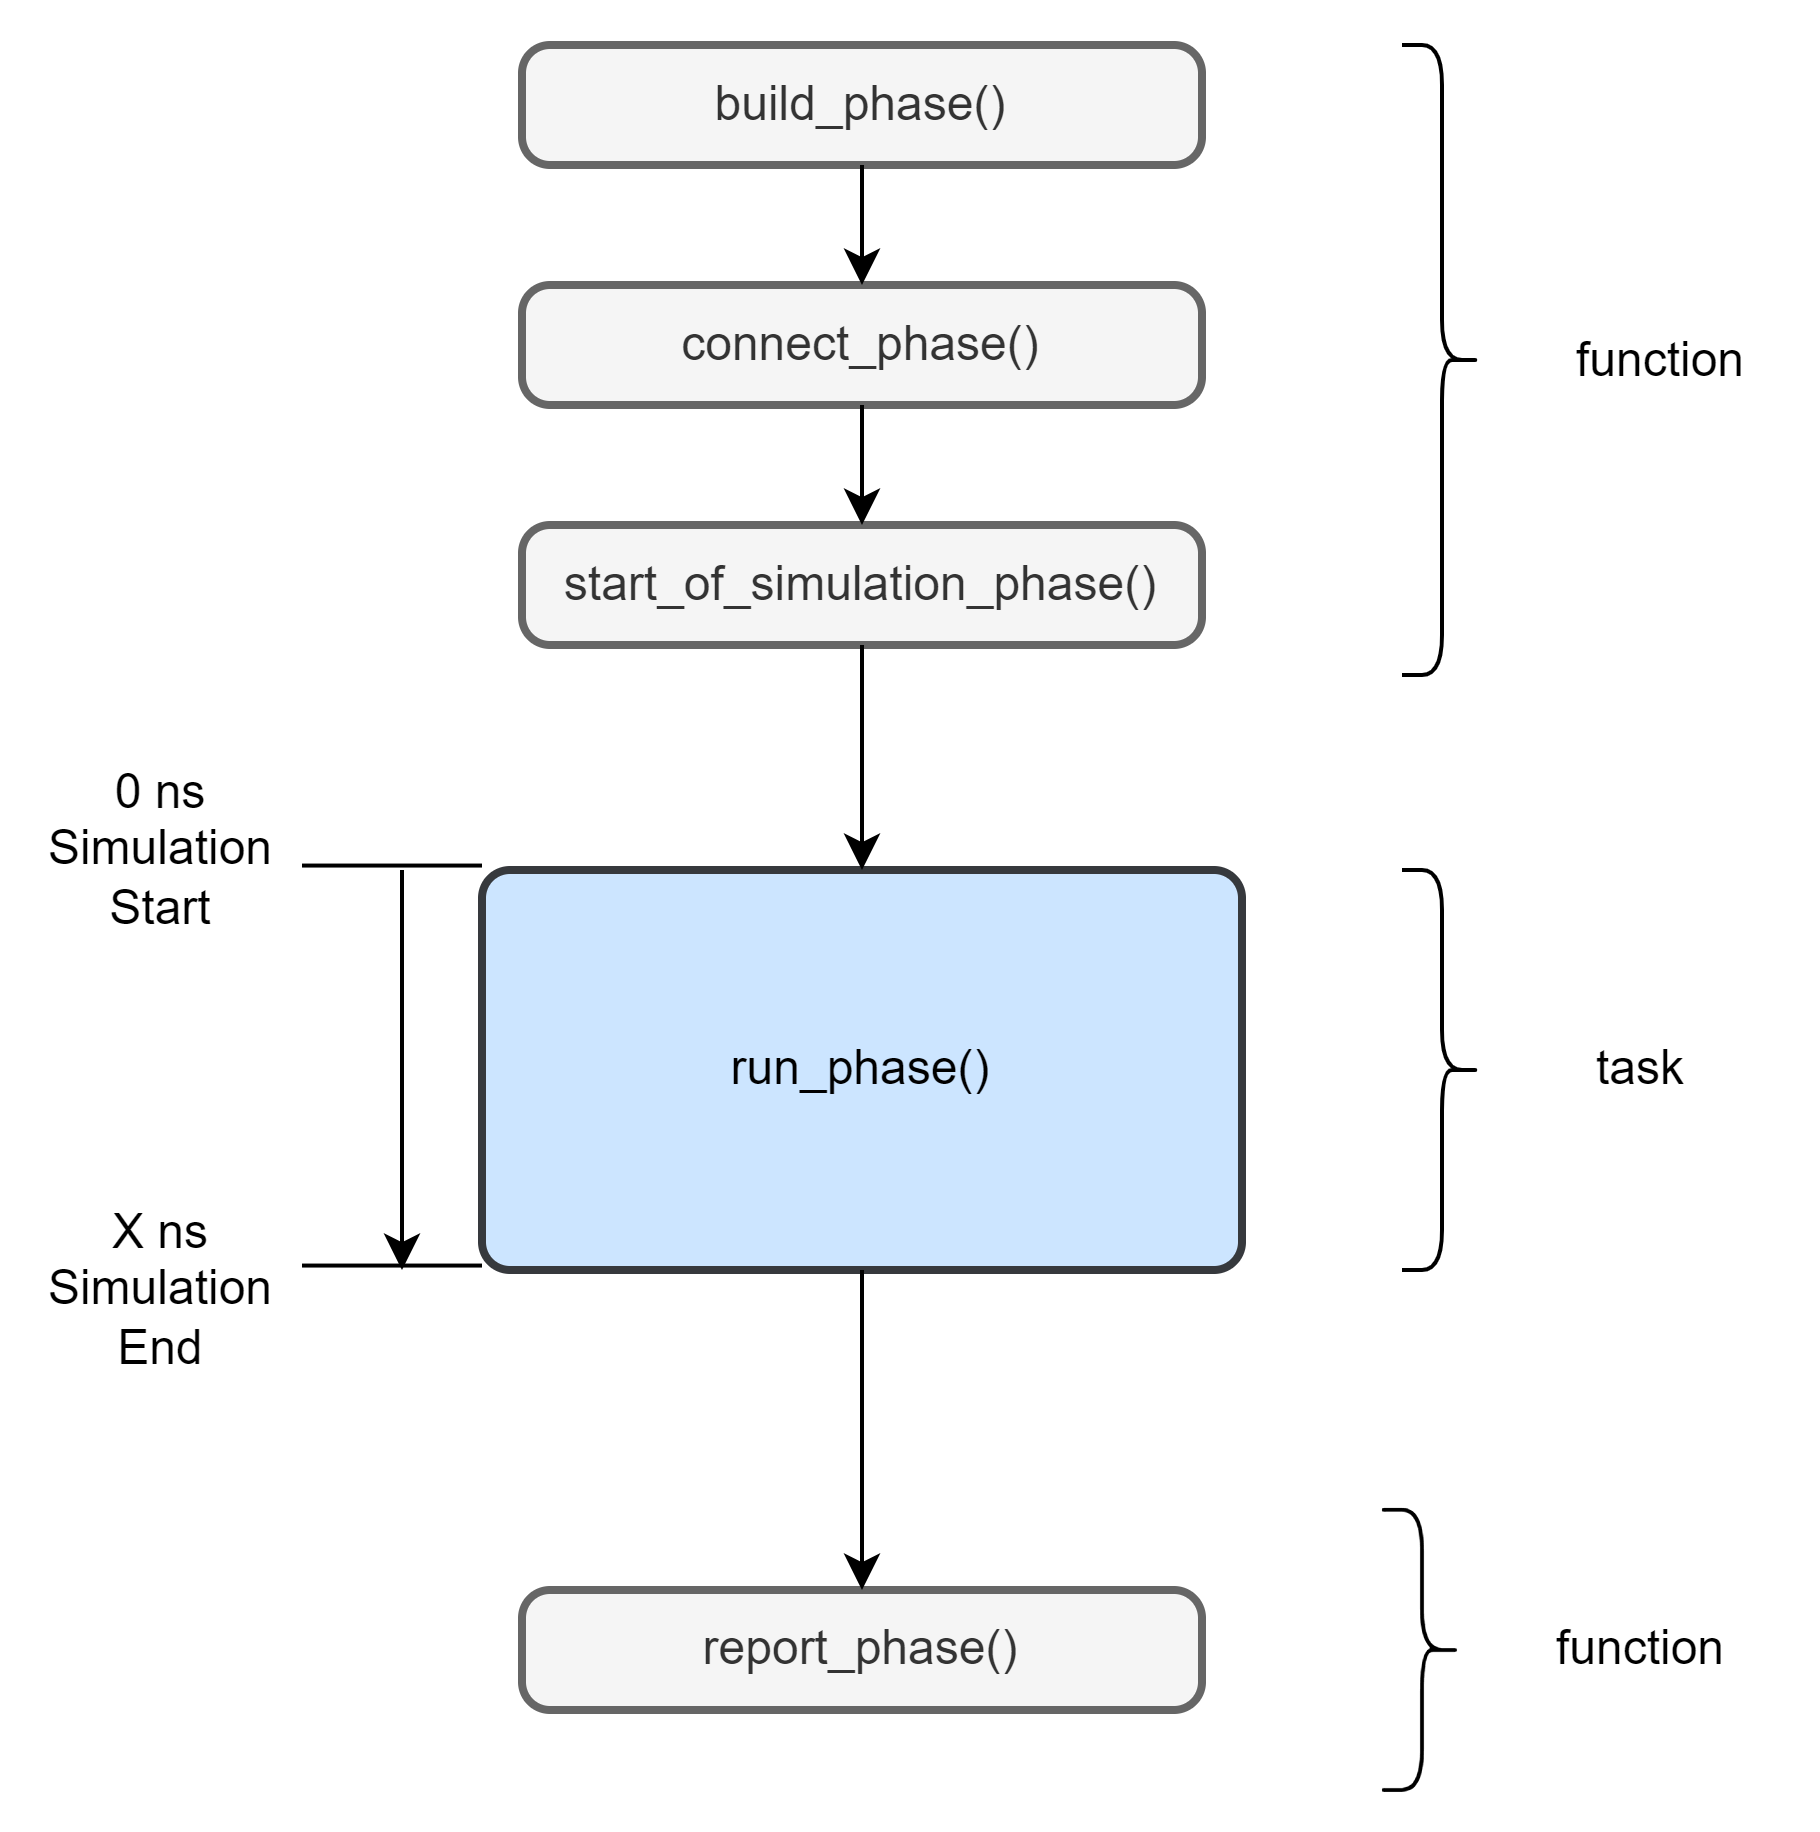 build_phase()
connect_phase()
function
start_of_simulation_phase()
0 ns
Simulation
Start
run_phase()
task
X ns
Simulation
End
report_phase()
function